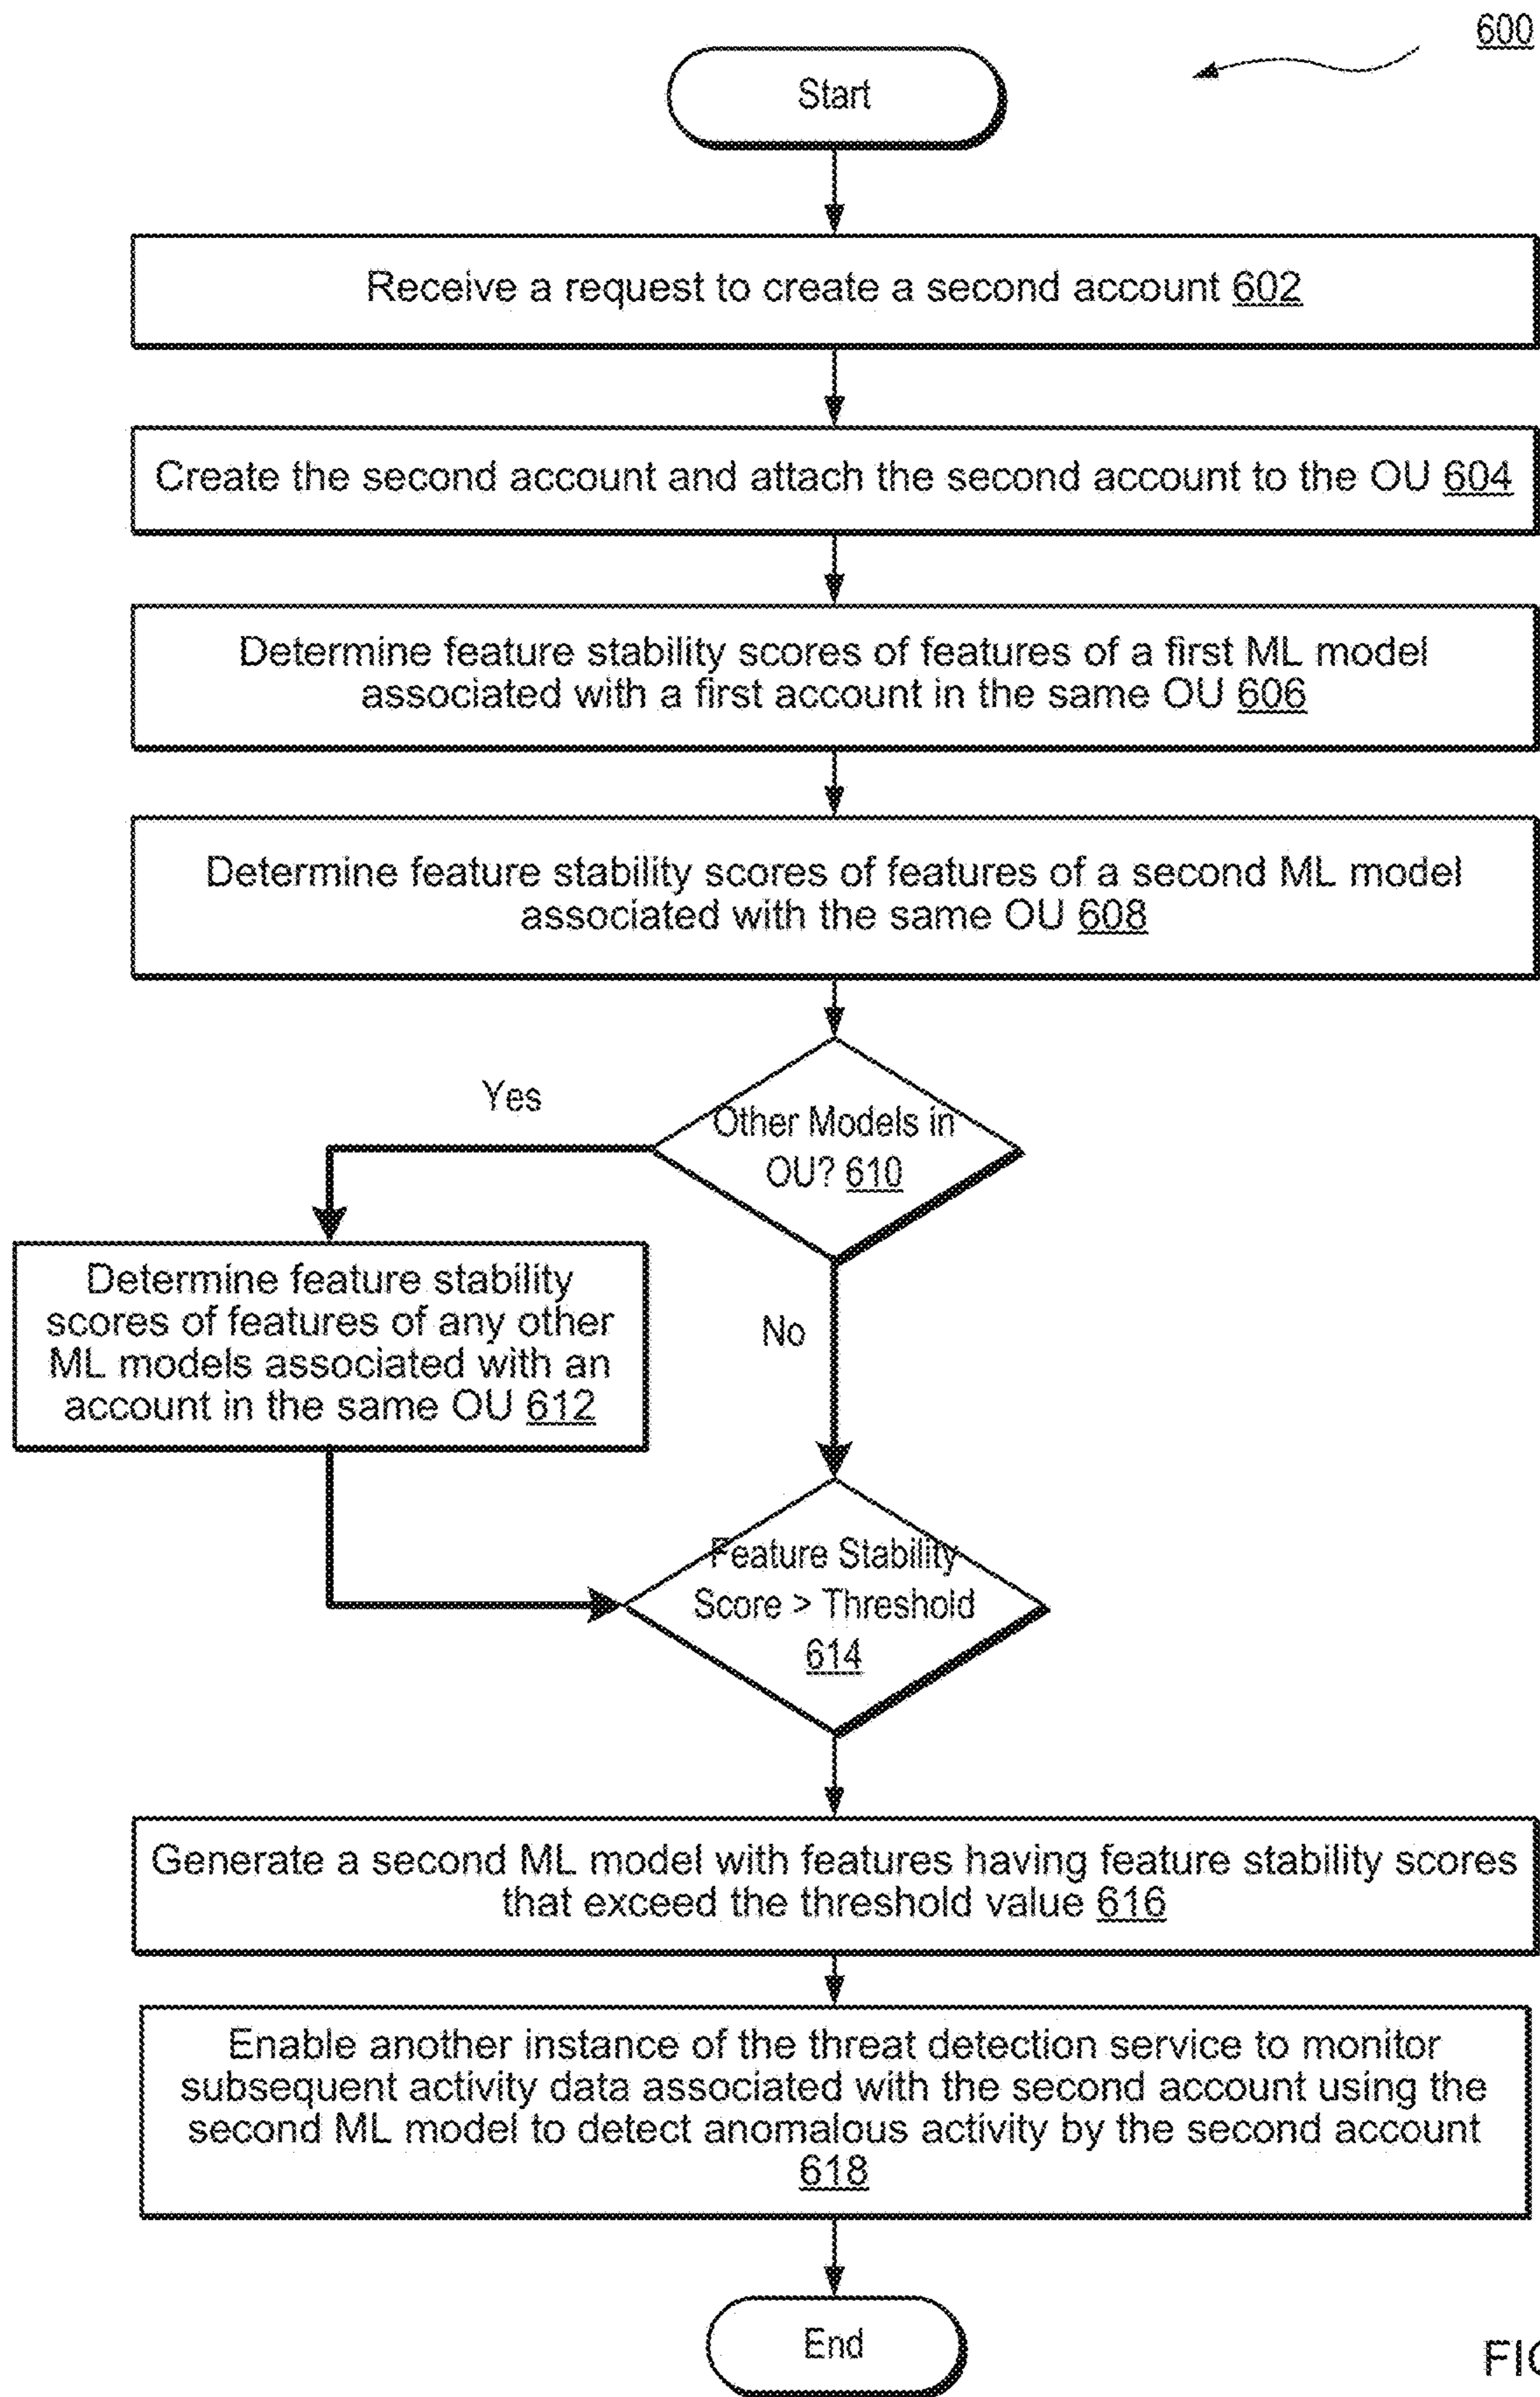 600
Start
Receive a request to create a second account 602
Create the second account and attach the second account to the OU 604
Determine feature stability scores of features of a first ML model
associated with a first account in the same OU 606
Determine feature stability scores of features of a second ML model
associated with the same OU 608
Yes
Other Models in
OU? 610
Determine feature stability
scores of features of any other
ML models associated with an
account in the same OU 612
No
Feature Stability
Score > Threshold
614
Generate a second ML model with features having feature stability scores
that exceed the threshold value 616
Enable another instance of the threat detection service to monitor
subsequent activity data associated with the second account using the
second ML model to detect anomalous activity by the second account
618
End